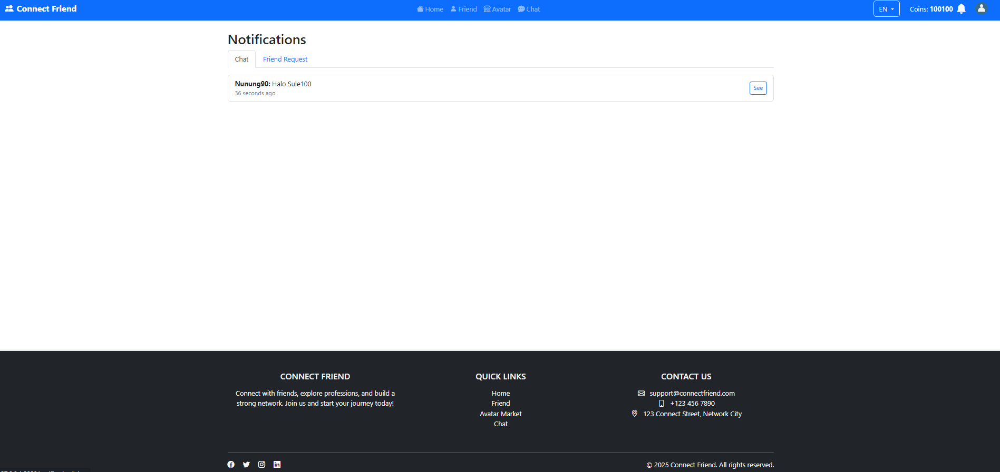 Connect Friend
Home Friend Avatar Chat
EN
Coins: 100100
Notifications
Chat
Friend Request
Nunung90: Halo Sule100
36 seconds ago
See
CONNECT FRIEND
Connect with friends, explore professions, and build a
strong network. Join us and start your journey today!
QUICK LINKS
Home
Friend
Avatar Market
Chat
CONTACT US
support@connectfriend.com
+123 456 7890
123 Connect Street, Network City
© 2025 Connect Friend. All rights reserved.